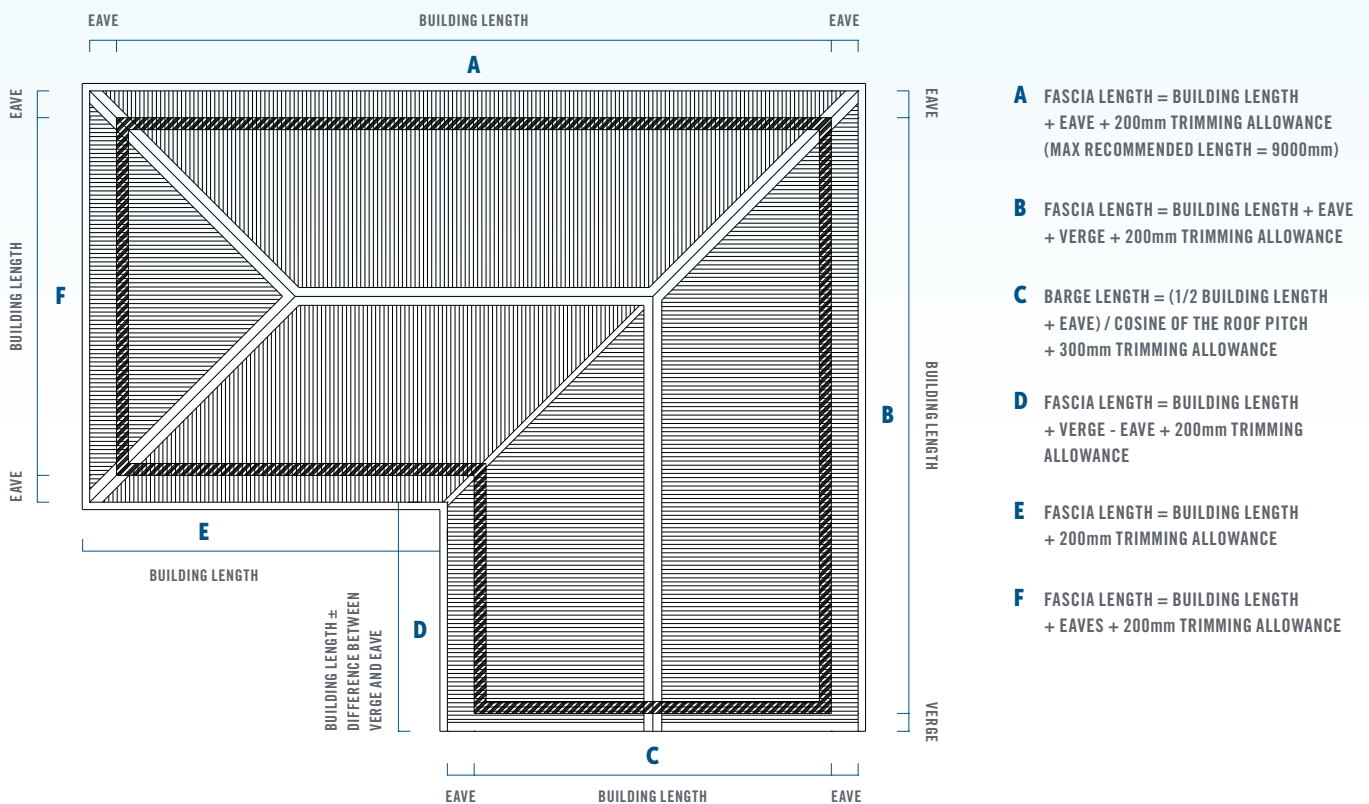 EAVE
BUILDING LENGTH
EAVE
A
EAVE
EAVE
BUILDING LENGTH
F
EAVE
B
BUILDING LENGTH
E
BUILDING LENGTH
D
BUILDING LENGTH ±
DIFFERENCE BETWEEN
VERGE AND EAVE
VERGE
C
EAVE
BUILDING LENGTH
EAVE
A FASCIA LENGTH = BUILDING LENGTH
+ EAVE + 200mm TRIMMING ALLOWANCE
(MAX RECOMMENDED LENGTH = 9000mm)
B FASCIA LENGTH = BUILDING LENGTH + EAVE
+ VERGE + 200mm TRIMMING ALLOWANCE
C BARGE LENGTH = (1/2 BUILDING LENGTH
+ EAVE) / COSINE OF THE ROOF PITCH
+ 300mm TRIMMING ALLOWANCE
D FASCIA LENGTH = BUILDING LENGTH
+ VERGE - EAVE + 200mm TRIMMING
ALLOWANCE
E FASCIA LENGTH = BUILDING LENGTH
+ 200mm TRIMMING ALLOWANCE
F FASCIA LENGTH = BUILDING LENGTH
+ EAVES + 200mm TRIMMING ALLOWANCE